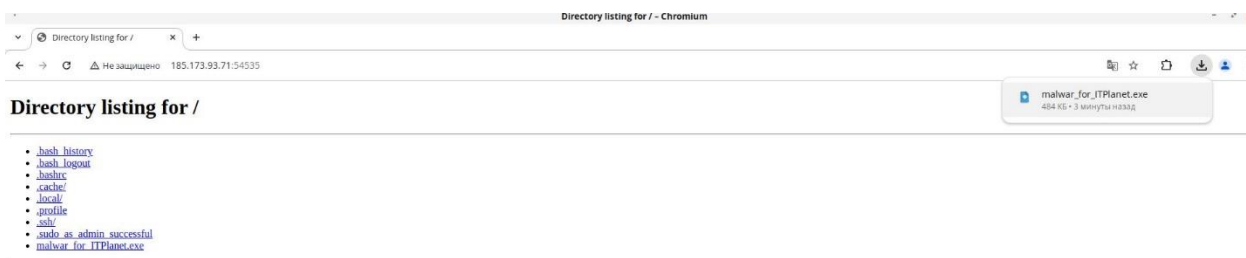 Directory listing for / – Chromium
Directory listing for /
Не защищено 185.173.93.71:54535
malwar_for_ITPlanet.exe
484 КБ • 3 минуты назад
Directory listing for /
.bash_history
.bash_logout
.bashrc
.cache/
.local/
.profile
.ssh/
.sudo_as_admin_successful
malwar_for_ITPlanet.exe